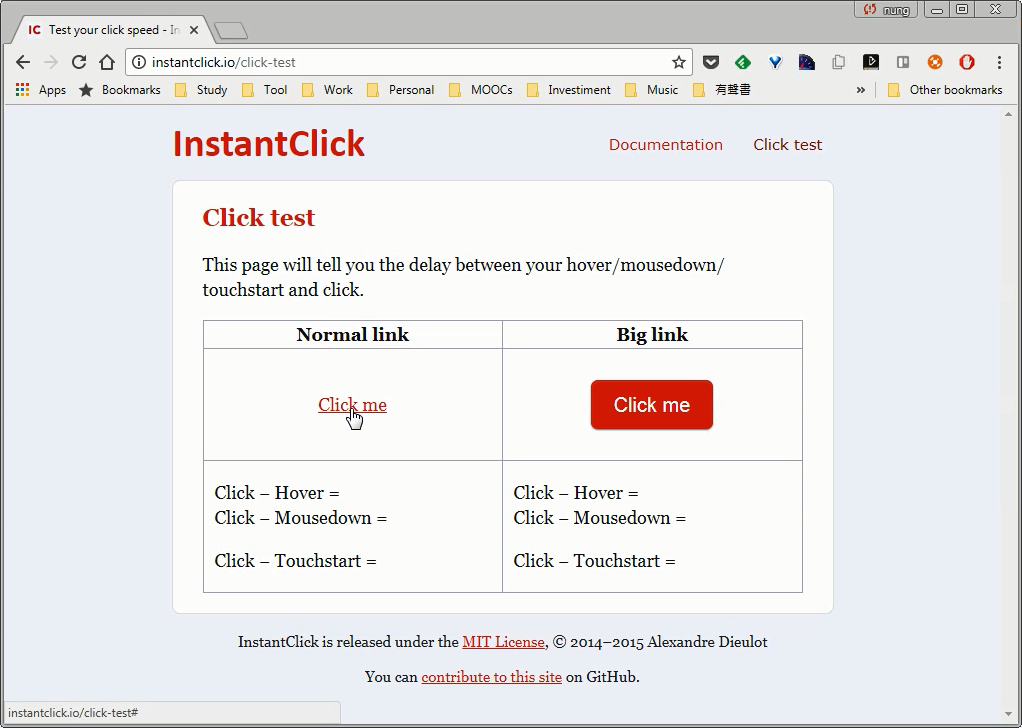 nung
IC Test your click speed - In
instantclick.io/click-test
Apps Bookmarks Study Tool Work Personal MOOCs Investiment Music 有聲書 » Other bookmarks
InstantClick
Documentation Click test
Click test
This page will tell you the delay between your hover/mousedown/
touchstart and click.
Normal link Big link
Click me Click me
Click – Hover = Click – Hover =
Click – Mousedown = Click – Mousedown =
Click – Touchstart = Click – Touchstart =
InstantClick is released under the MIT License, © 2014–2015 Alexandre Dieulot
You can contribute to this site on GitHub.
instantclick.io/click-test#